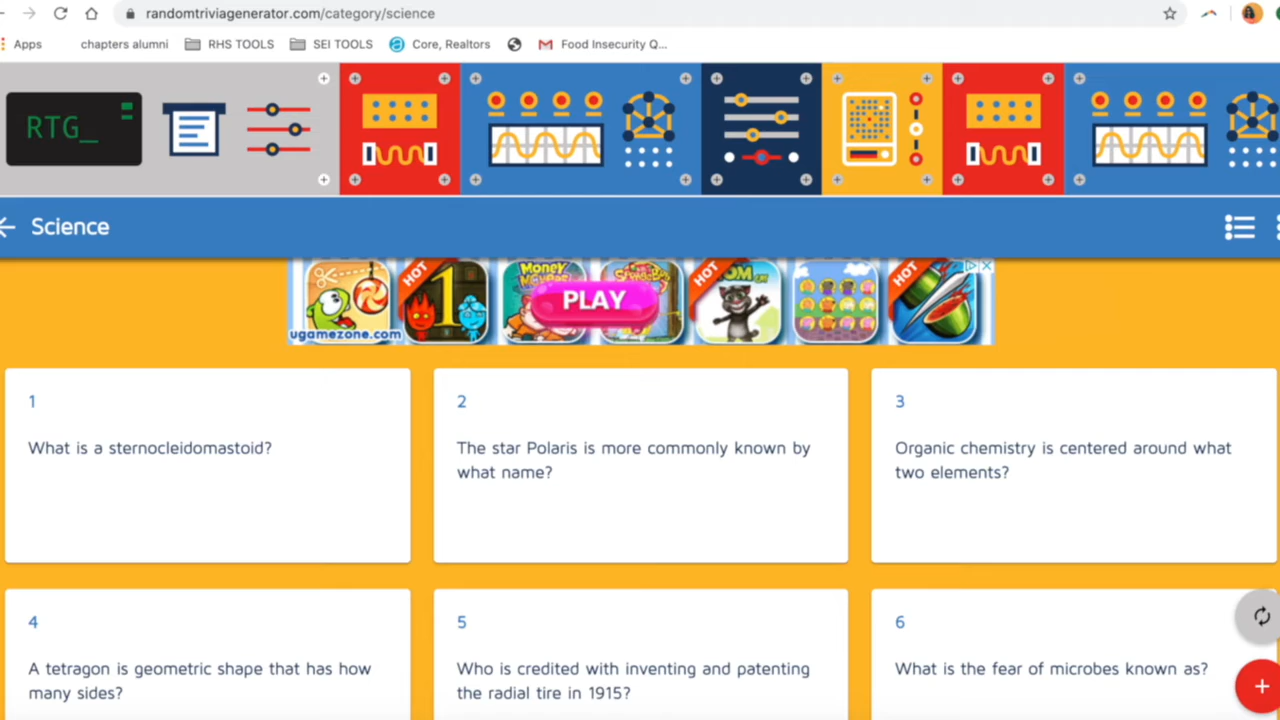 randomtriviagenerator.com/category/science
Apps chapters alumni RHS TOOLS SEI TOOLS Core, Realtors Food Insecurity Q...
RTG_
Science
HOT HOT HOT
MONEY MOVERS
PLAY
1
ugamezone.com
1
What is a sternocleidomastoid?
2
The star Polaris is more commonly known by
what name?
3
Organic chemistry is centered around what
two elements?
4
A tetragon is geometric shape that has how
many sides?
5
Who is credited with inventing and patenting
the radial tire in 1915?
6
What is the fear of microbes known as?